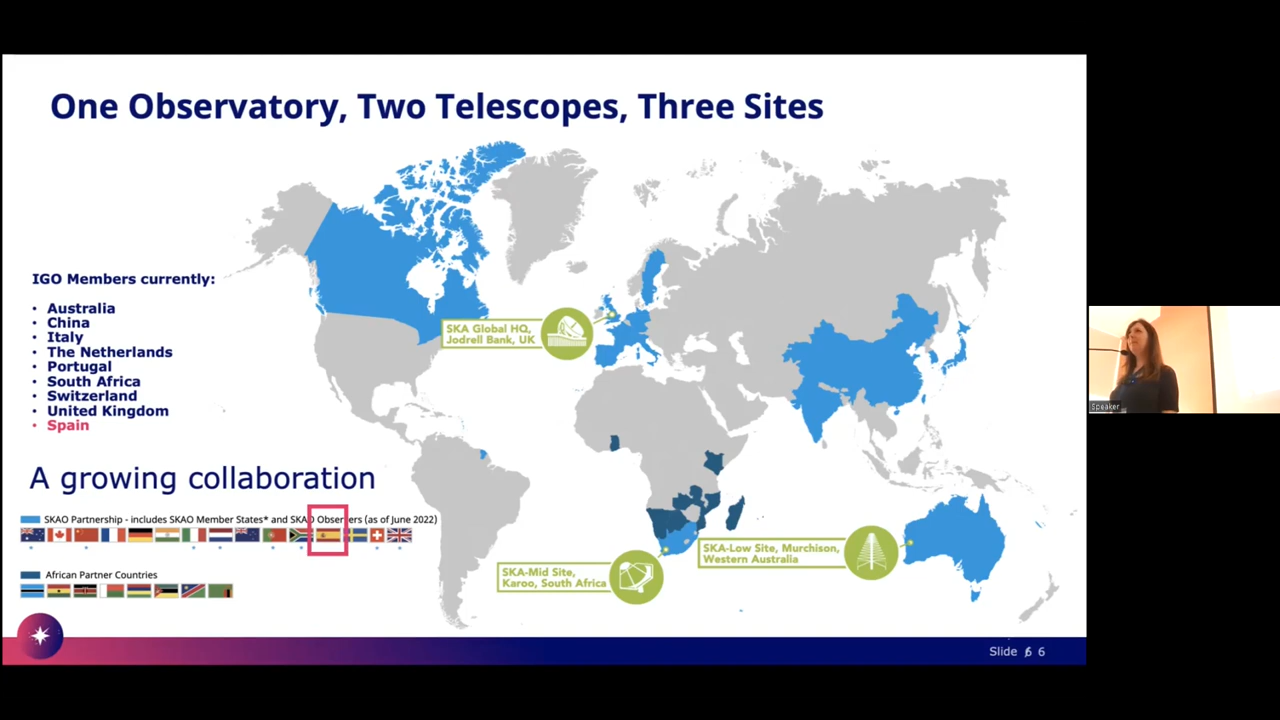 One Observatory, Two Telescopes, Three Sites
IGO Members currently:
• Australia
• China
• Italy
• The Netherlands
• Portugal
• South Africa
• Switzerland
• United Kingdom
• Spain
SKA Global HQ,
Jodrell Bank, UK
SKA-Mid Site,
Karoo, South Africa
SKA-Low Site, Murchison,
Western Australia
A growing collaboration
SKAO Partnership - includes SKAO Member States* and SKAO Observers (as of June 2022)
African Partner Countries
Slide 6
Speaker